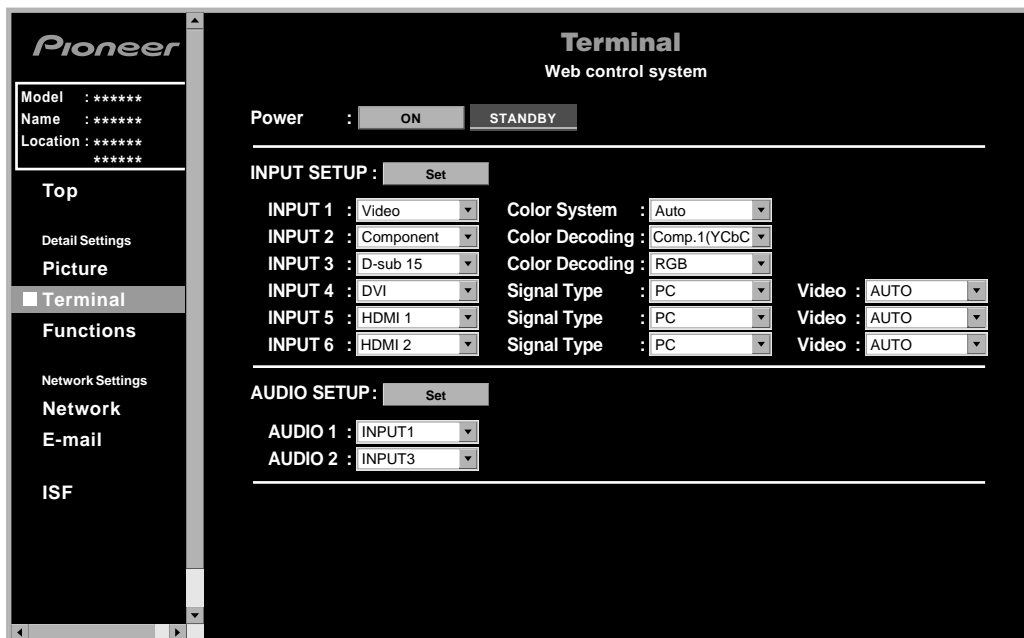 Pioneer
Model : ******
Name : ******
Location : ******
******
Top
Detail Settings
Picture
Terminal
Functions
Network Settings
Network
E-mail
ISF
Terminal
Web control system
Power : ON STANDBY
INPUT SETUP : Set
INPUT 1 : Video Color System : Auto
INPUT 2 : Component Color Decoding : Comp.1(YCbC
INPUT 3 : D-sub 15 Color Decoding : RGB
INPUT 4 : DVI Signal Type : PC Video : AUTO
INPUT 5 : HDMI 1 Signal Type : PC Video : AUTO
INPUT 6 : HDMI 2 Signal Type : PC Video : AUTO
AUDIO SETUP : Set
AUDIO 1 : INPUT1
AUDIO 2 : INPUT3